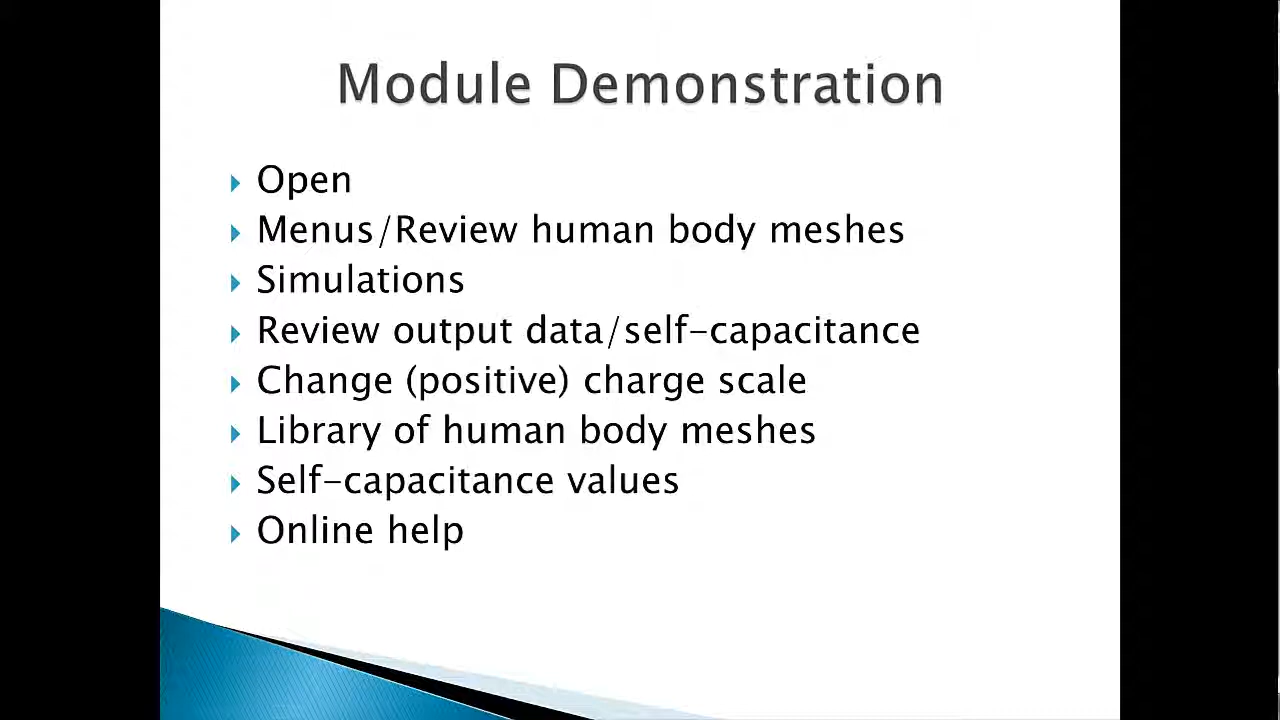 Module Demonstration
Open
Menus/Review human body meshes
Simulations
Review output data/self-capacitance
Change (positive) charge scale
Library of human body meshes
Self-capacitance values
Online help